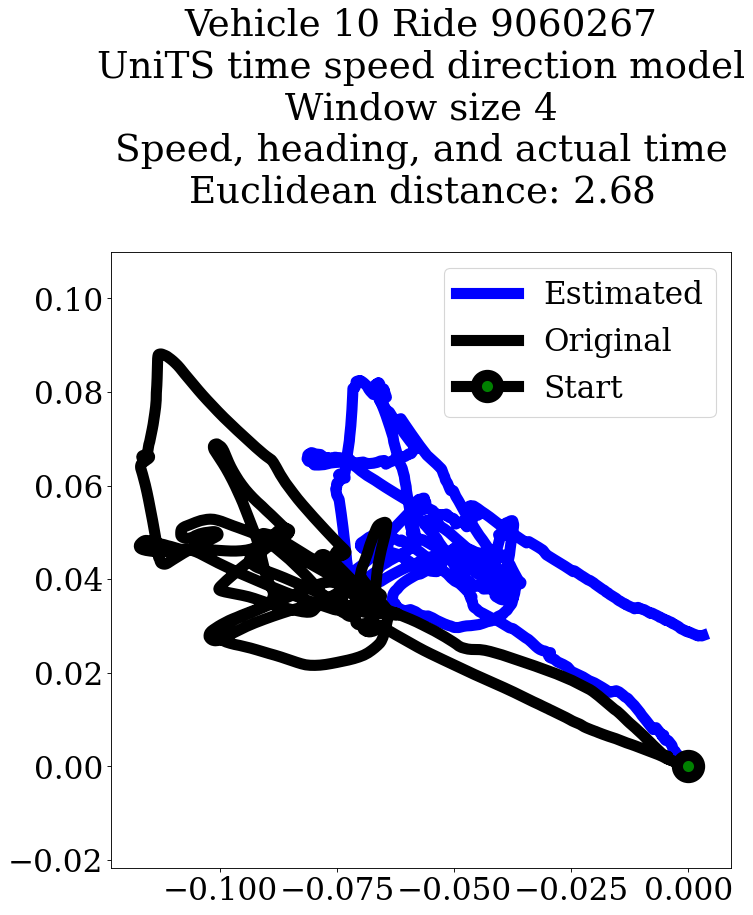 Vehicle 10 Ride 9060267
UniTS time speed direction model
Window size 4
Speed, heading, and actual time
Euclidean distance: 2.68
Estimated
Original
Start
0.10
0.08
0.06
0.04
0.02
0.00
−0.02
−0.100 −0.075 −0.050 −0.025 0.000